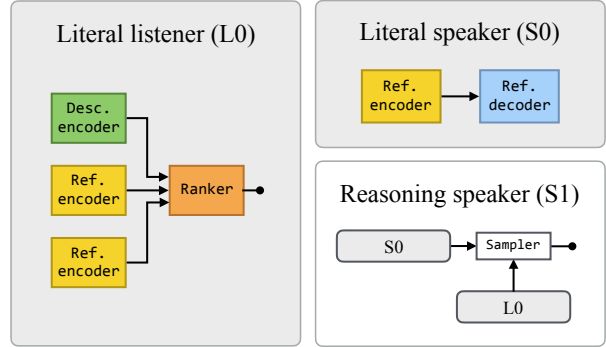 Literal listener (L0)
Desc.
encoder
Ref.
encoder
Ref.
encoder
Ranker
Literal speaker (S0)
Ref.
encoder
Ref.
decoder
Reasoning speaker (S1)
S0
Sampler
L0